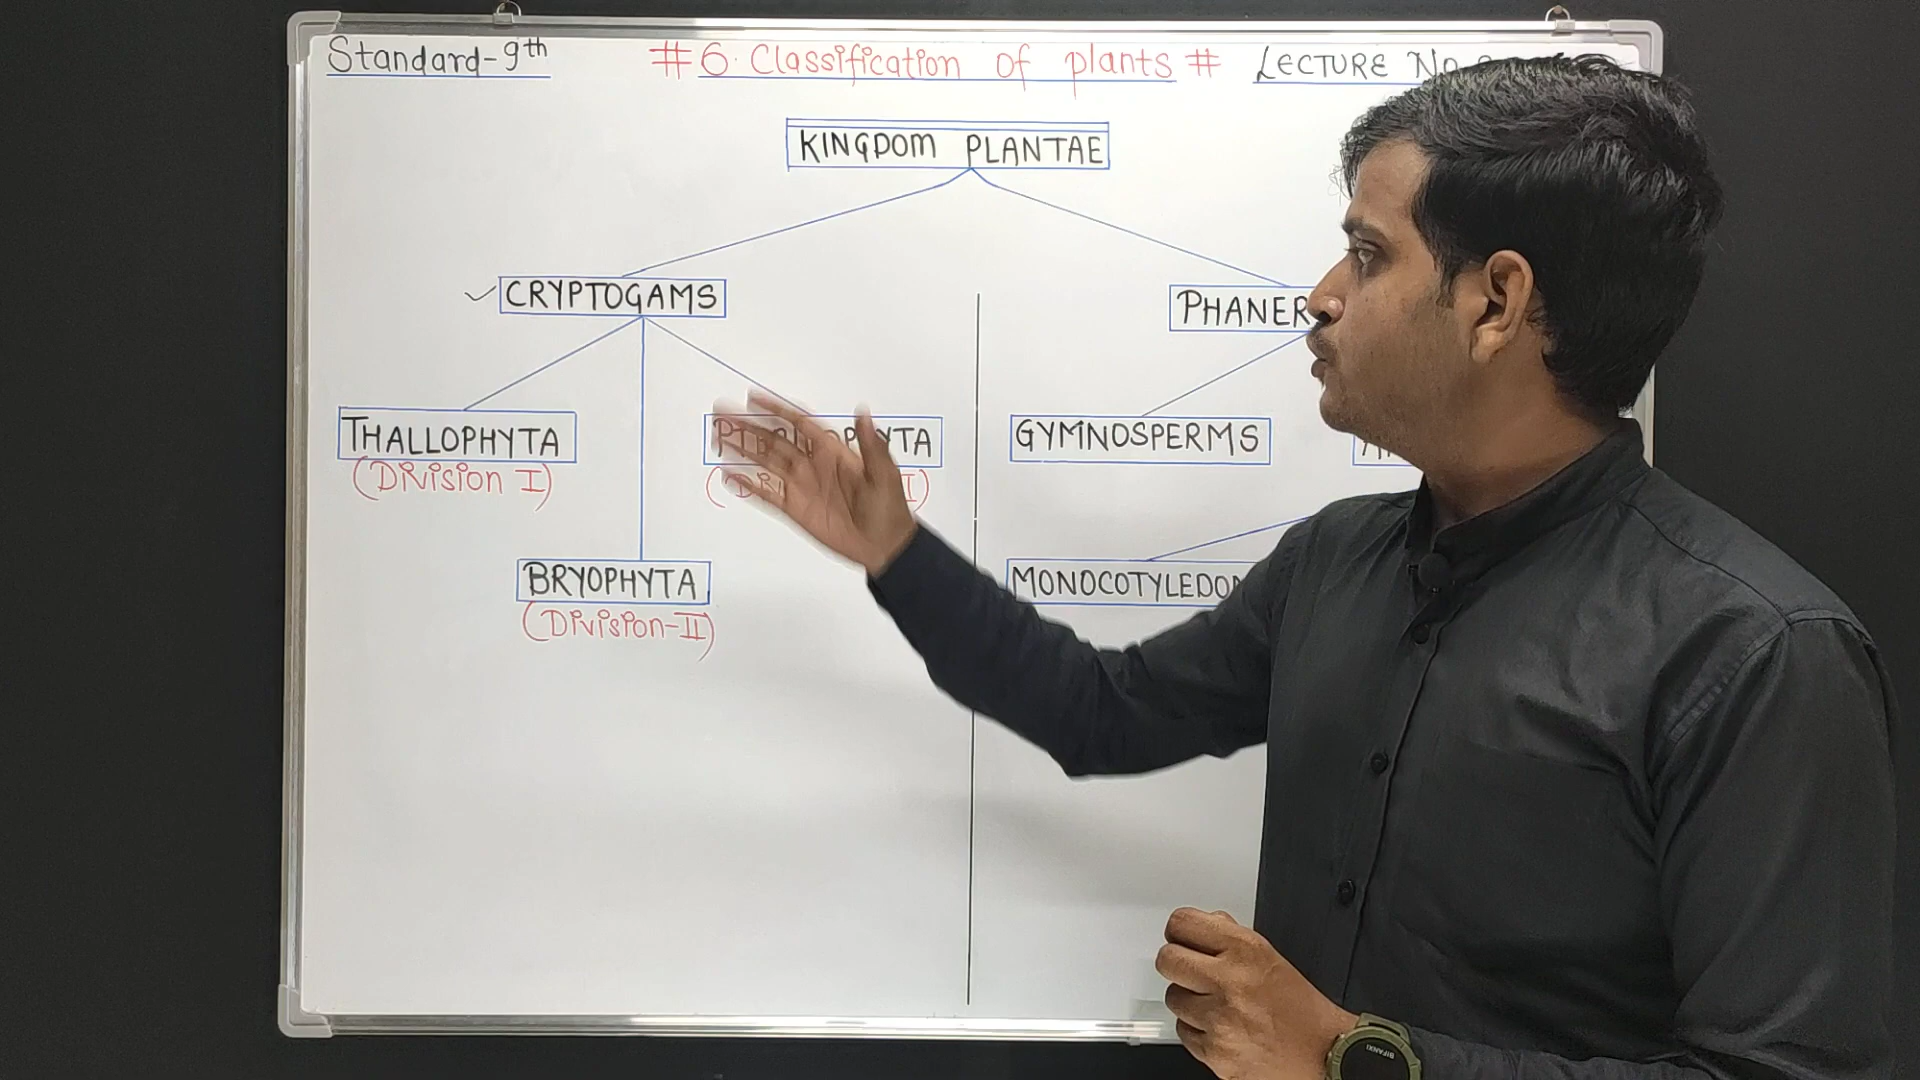 Standard-9th # 6. Classification of plants # LECTURE No
KINGDOM PLANTAE
CRYPTOGAMS PHANER
THALLOPHYTA GYMNOSPERMS
(Division I)
BRYOPHYTA MONOCOTYLEDON
(Division-II)